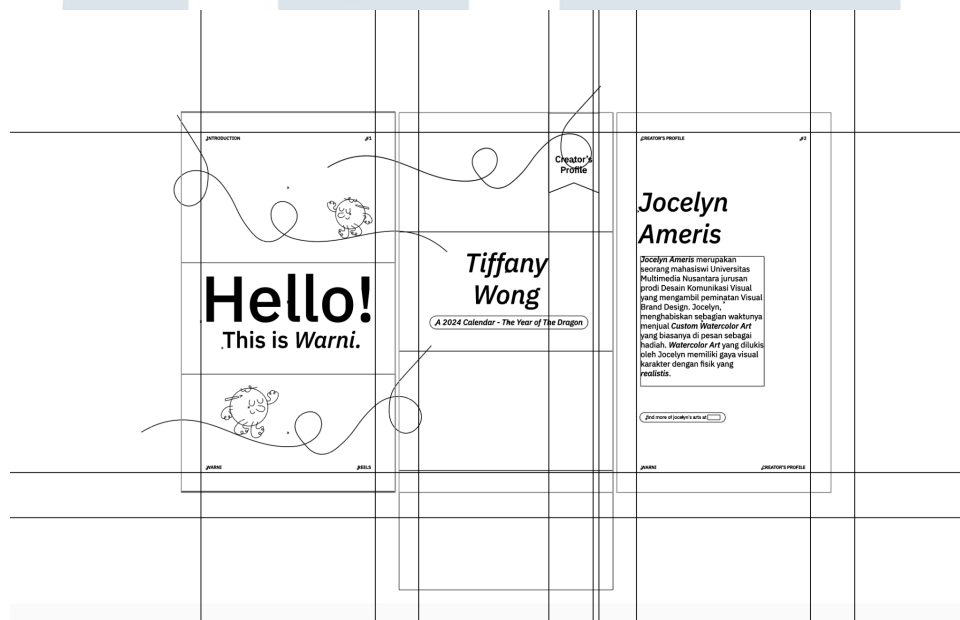 INTRODUCTION
#1
Hello!
This is Warni.
WARNI
REELS
Creator's
Profile
Tiffany
Wong
A 2024 Calendar - The Year of The Dragon
CREATOR'S PROFILE
#2
Jocelyn
Ameris
Jocelyn Ameris merupakan
seorang mahasiswi Universitas
Multimedia Nusantara jurusan
prodi Desain Komunikasi Visual
yang mengambil peminatan Visual
Brand Design. Jocelyn,
menghabiskan sebagian waktunya
menjual Custom Watercolor Art
yang biasanya di pesan sebagai
hadiah. Watercolor Art yang dilukis
oleh Jocelyn memiliki gaya visual
karakter dengan fisik yang
realistis.
find more of jocelyn's arts at
WARNI
CREATOR'S PROFILE